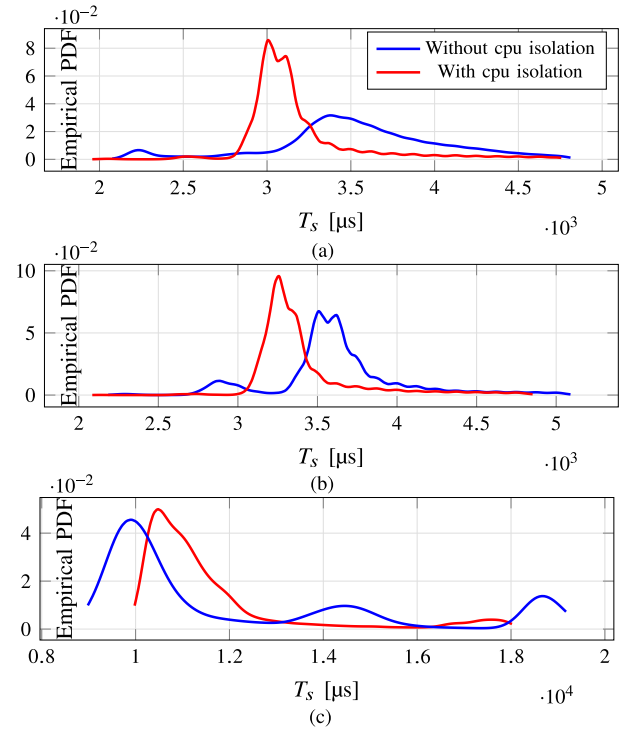 ·10⁻²
8
6
4
2
0
Empirical PDF
Without cpu isolation
With cpu isolation
2 2.5 3 3.5 4 4.5 5
Tₛ [µs]
·10³
(a)
·10⁻²
10
5
0
Empirical PDF
2 2.5 3 3.5 4 4.5 5
Tₛ [µs]
·10³
(b)
·10⁻²
4
2
0
Empirical PDF
0.8 1 1.2 1.4 1.6 1.8 2
Tₛ [µs]
·10⁴
(c)